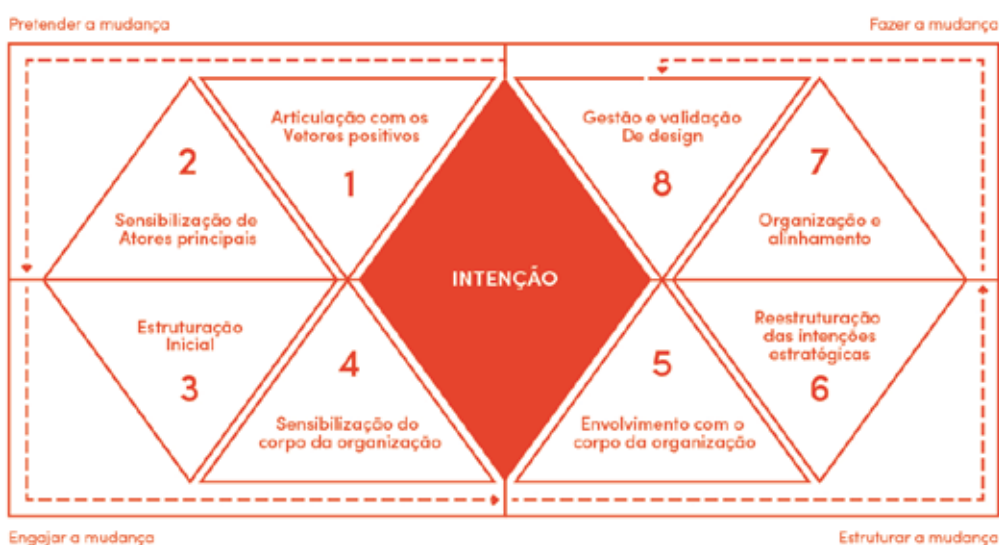 Pretender a mudança
Fazer a mudança
Articulação com os
Vetores positivos
1
2
Sensibilização de
Atores principais
Estruturação
Inicial
3
4
Sensibilização do
corpo da organização
INTENÇÃO
5
Envolvimento com o
corpo da organização
Reestruturação
das intenções
estratégicas
6
7
Organização e
alinhamento
Gestão e validação
De design
8
Engajar a mudança
Estruturar a mudança